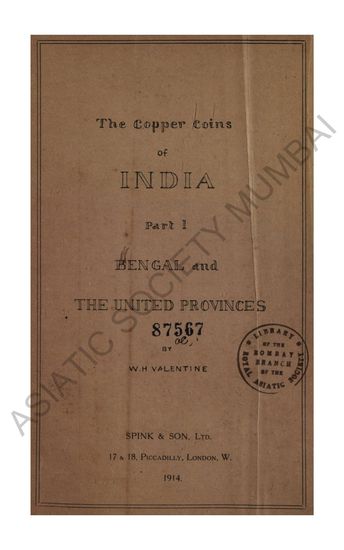 The Copper Coins
of
INDIA
Part I
BENGAL and
THE UNITED PROVINCES
87567
BY
W.H VALENTINE
LIBRARY
OF THE
BOMBAY
BRANCH
OF THE
ROYAL ASIATIC SOCIETY
SPINK & SON, LTD.
17 & 18, PICCADILLY, LONDON, W.
1914.
ASIATIC SOCIETY MUMBAI